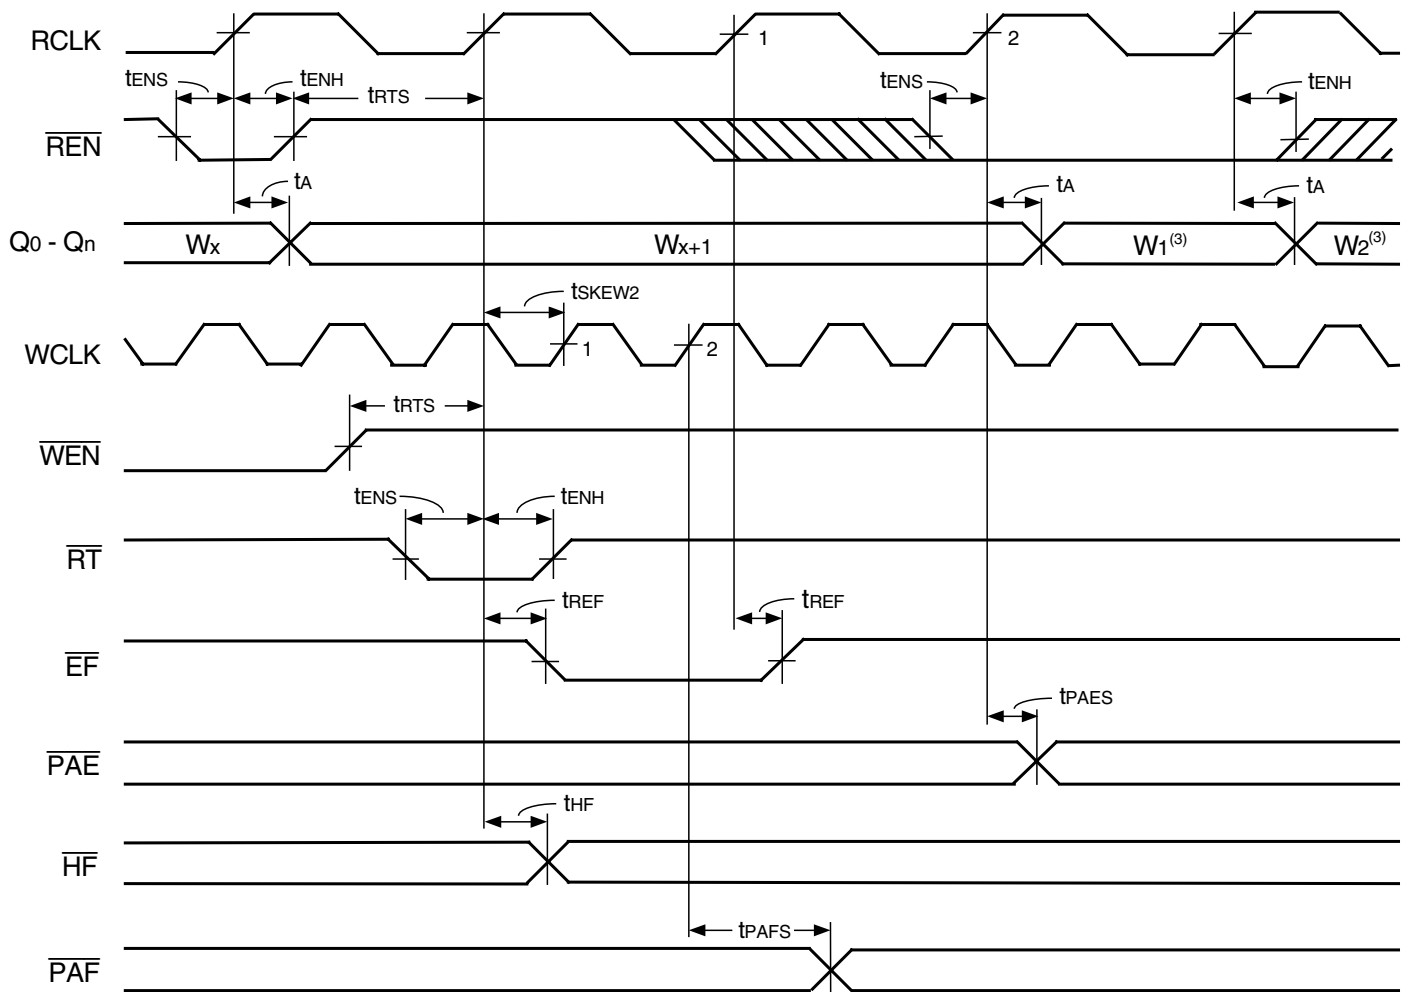 RCLK
1
2
tENS
tENH
tRTS
tENS
tENH
REN
tA
tA
tA
Q0 - Qn
Wx
Wx+1
W1(3)
W2(3)
tSKEW2
WCLK
1
2
tRTS
WEN
tENS
tENH
RT
tREF
tREF
EF
tPAES
PAE
tHF
HF
tPAFS
PAF